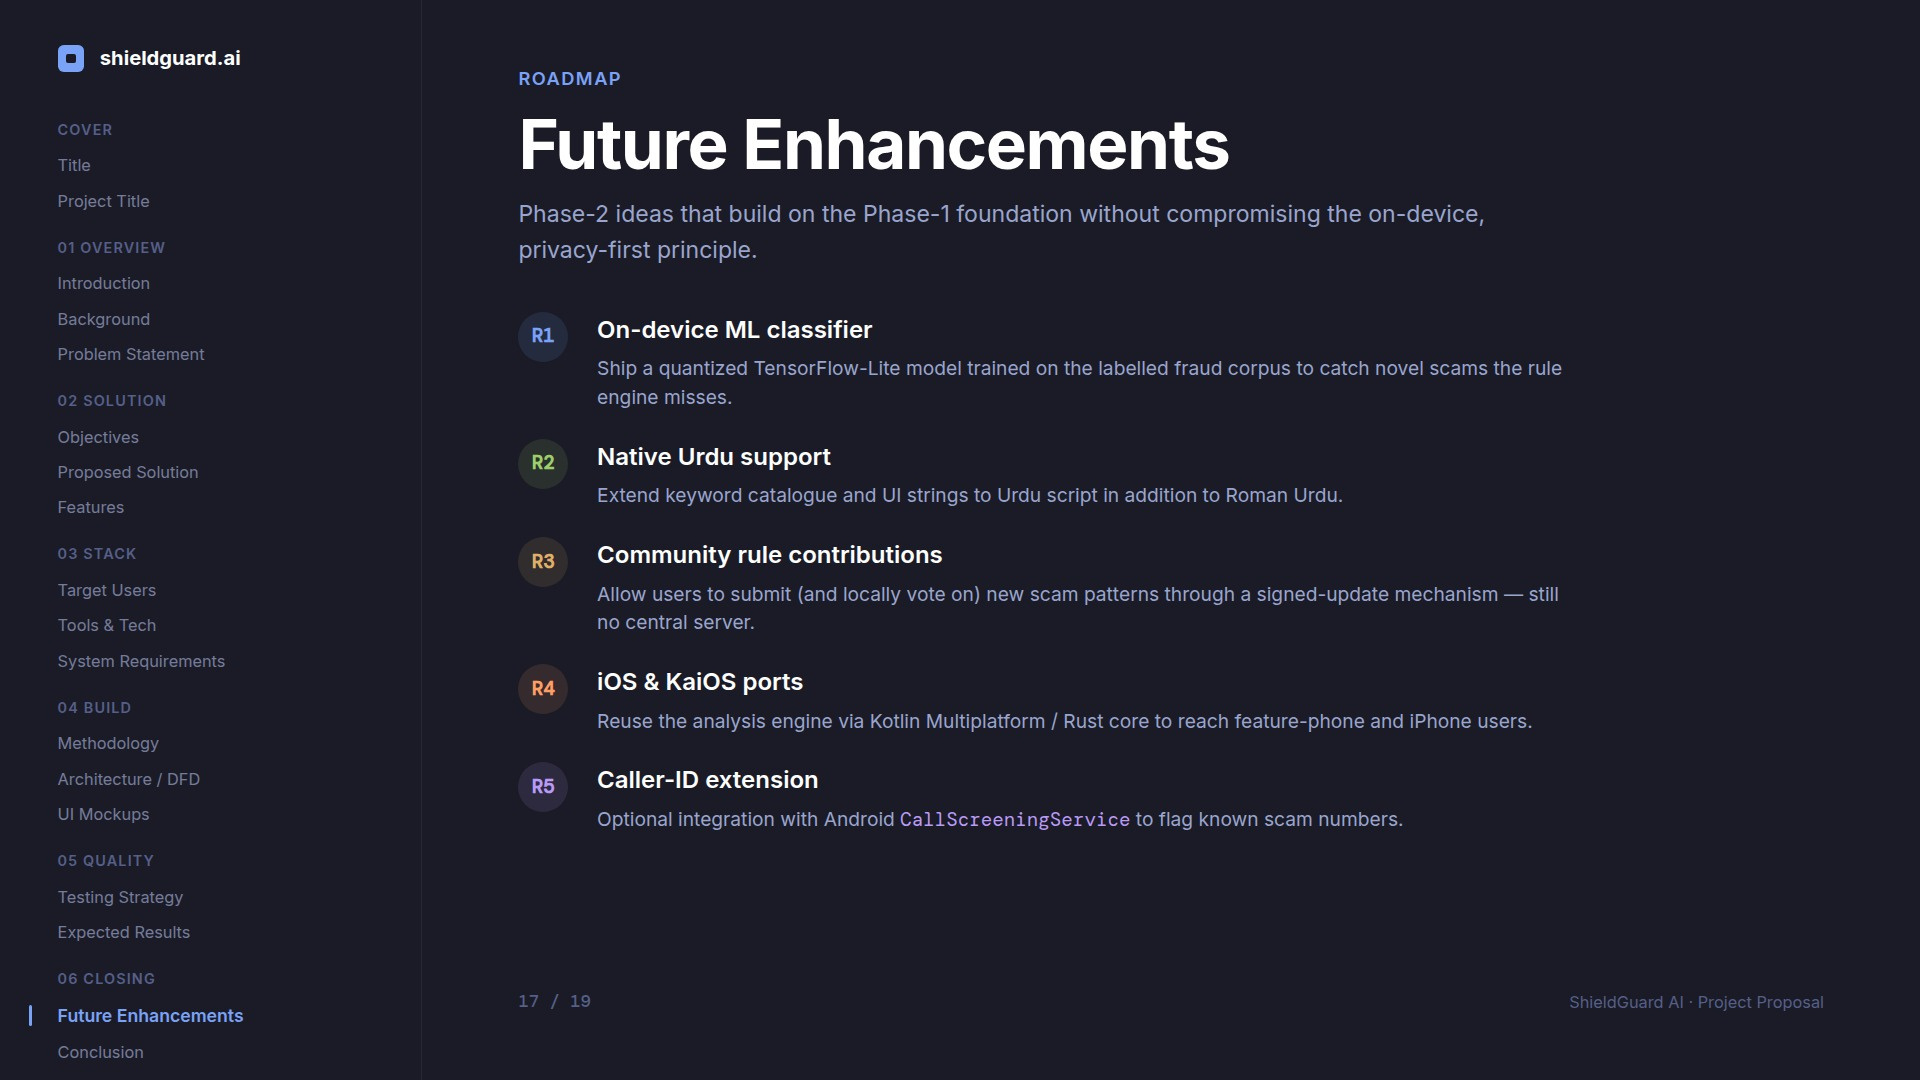 shieldguard.ai
COVER
Title
Project Title
01 OVERVIEW
Introduction
Background
Problem Statement
02 SOLUTION
Objectives
Proposed Solution
Features
03 STACK
Target Users
Tools & Tech
System Requirements
04 BUILD
Methodology
Architecture / DFD
UI Mockups
05 QUALITY
Testing Strategy
Expected Results
06 CLOSING
Future Enhancements
Conclusion
ROADMAP
Future Enhancements
Phase-2 ideas that build on the Phase-1 foundation without compromising the on-device,
privacy-first principle.
R1
On-device ML classifier
Ship a quantized TensorFlow-Lite model trained on the labelled fraud corpus to catch novel scams the rule
engine misses.
R2
Native Urdu support
Extend keyword catalogue and UI strings to Urdu script in addition to Roman Urdu.
R3
Community rule contributions
Allow users to submit (and locally vote on) new scam patterns through a signed-update mechanism — still
no central server.
R4
iOS & KaiOS ports
Reuse the analysis engine via Kotlin Multiplatform / Rust core to reach feature-phone and iPhone users.
R5
Caller-ID extension
Optional integration with Android CallScreeningService to flag known scam numbers.
17 / 19
ShieldGuard AI · Project Proposal